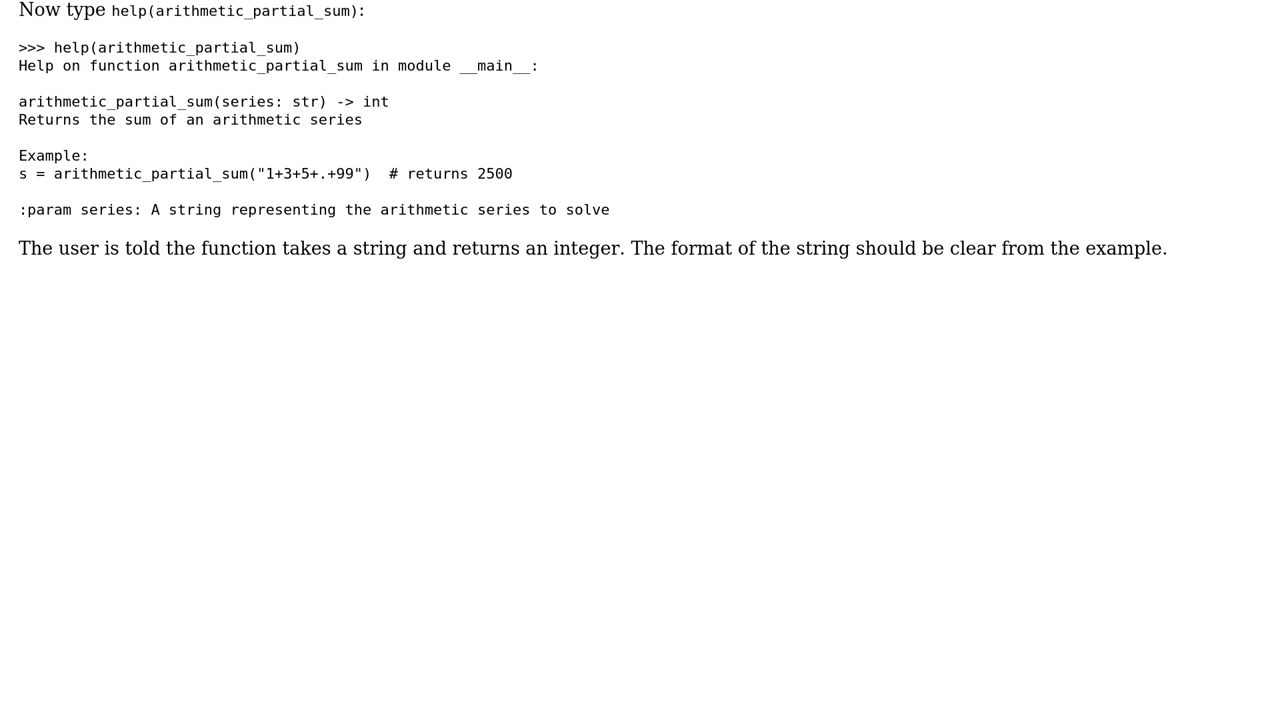 Now type help(arithmetic_partial_sum):
>>> help(arithmetic_partial_sum)
Help on function arithmetic_partial_sum in module __main__:
arithmetic_partial_sum(series: str) -> int
Returns the sum of an arithmetic series
Example:
s = arithmetic_partial_sum("1+3+5+.+99")  # returns 2500
:param series: A string representing the arithmetic series to solve
The user is told the function takes a string and returns an integer. The format of the string should be clear from the example.